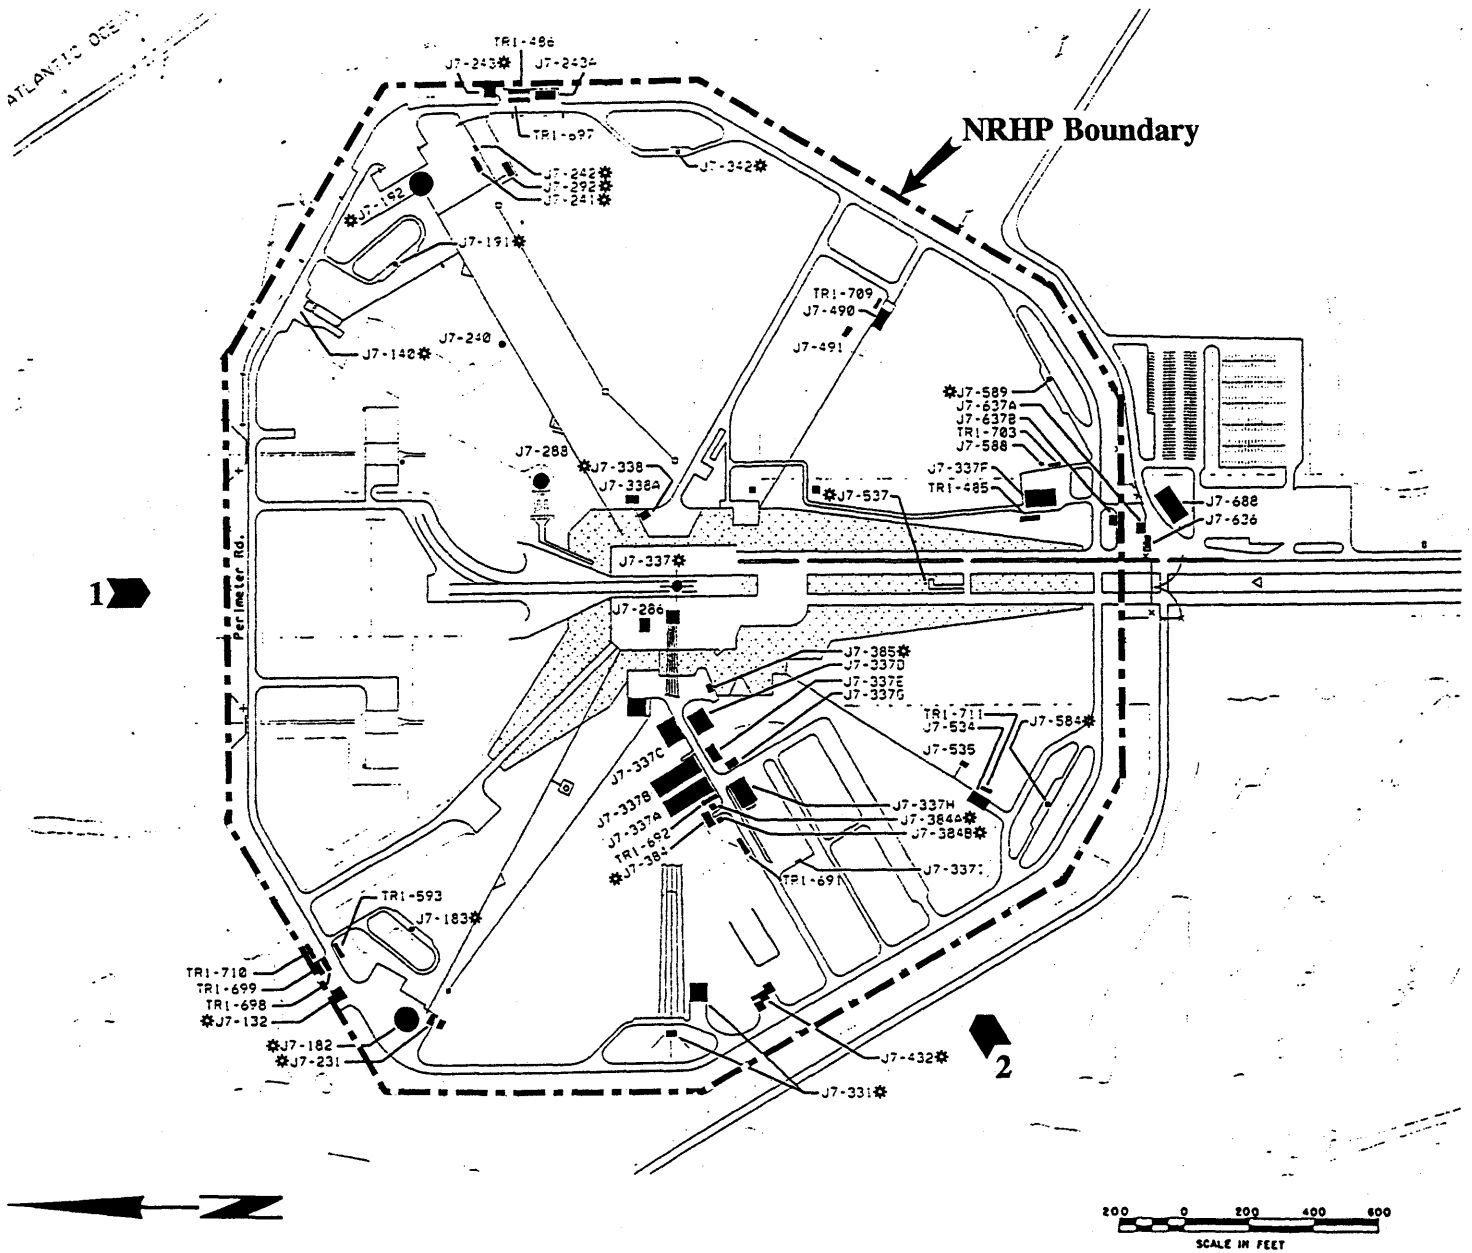 ATLANTIC OCEAN
TR1-486
J7-243☼ J7-243A
TR1-697
NRHP Boundary
J7-342☼
J7-242☼
J7-292☼
J7-241☼
☼J7-192
J7-191☼
TR1-709
J7-490
J7-491
J7-240
J7-140☼
☼J7-589
J7-637A
J7-637B
TR1-703
J7-588
J7-337F
TR1-485
J7-288
☼J7-338
J7-338A
☼J7-537
J7-688
J7-636
Perimeter Rd.
J7-337☼
1
J7-286
J7-385☼
J7-337D
J7-337E
J7-337G
TR1-711
J7-534
J7-584☼
J7-535
J7-337C
J7-337B
J7-337A
TR1-692
☼J7-384
J7-337H
J7-384A☼
J7-384B☼
J7-337I
TR1-691
TR1-593
J7-183☼
TR1-710
TR1-699
TR1-698
☼J7-132
☼J7-182
☼J7-231
J7-432☼
2
J7-331☼
N
200 0 200 400 600
SCALE IN FEET